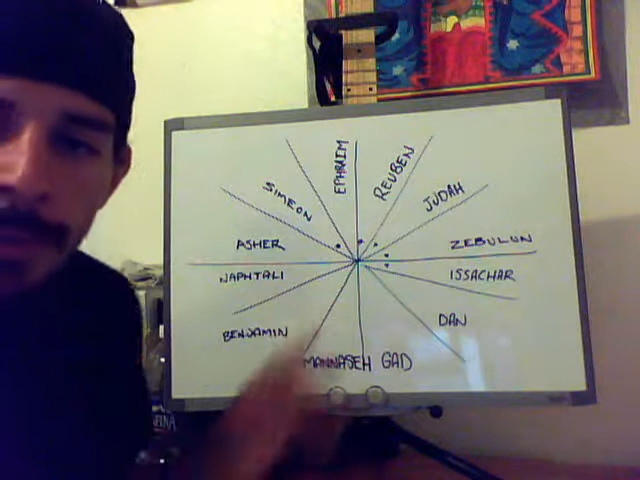 EPHRAIM
REUBEN
SIMEON
JUDAH
ASHER
ZEBULUN
NAPHTALI
ISSACHAR
BENJAMIN
DAN
MANNASEH GAD